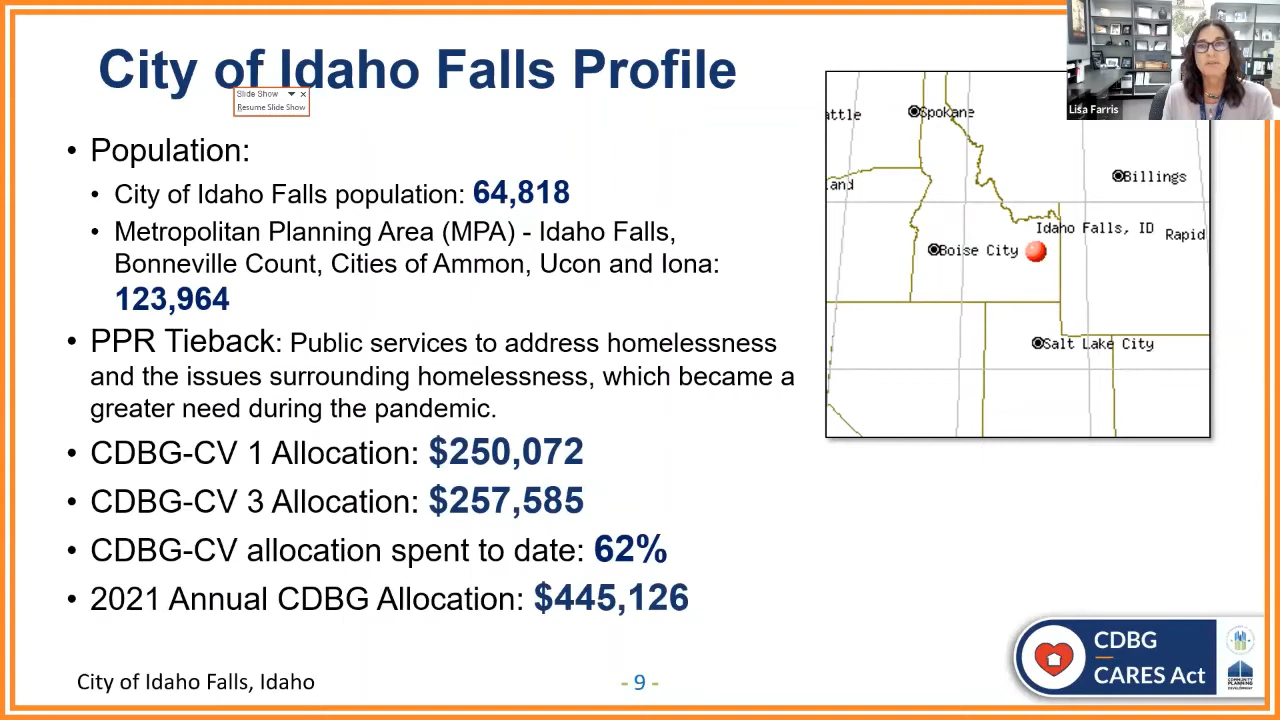 City of Idaho Falls Profile
Slide Show
Resume Slide Show
• Population:
• City of Idaho Falls population: 64,818
• Metropolitan Planning Area (MPA) - Idaho Falls,
Bonneville Count, Cities of Ammon, Ucon and Iona:
123,964
• PPR Tieback: Public services to address homelessness
and the issues surrounding homelessness, which became a
greater need during the pandemic.
• CDBG-CV 1 Allocation: $250,072
• CDBG-CV 3 Allocation: $257,585
• CDBG-CV allocation spent to date: 62%
• 2021 Annual CDBG Allocation: $445,126
Lisa Farris
attle
Spokane
and
Billings
Idaho Falls, ID
Rapid
Boise City
Salt Lake City
CDBG
CARES Act
COMMUNITY
PLANNING
DEVELOPMENT
City of Idaho Falls, Idaho
- 9 -